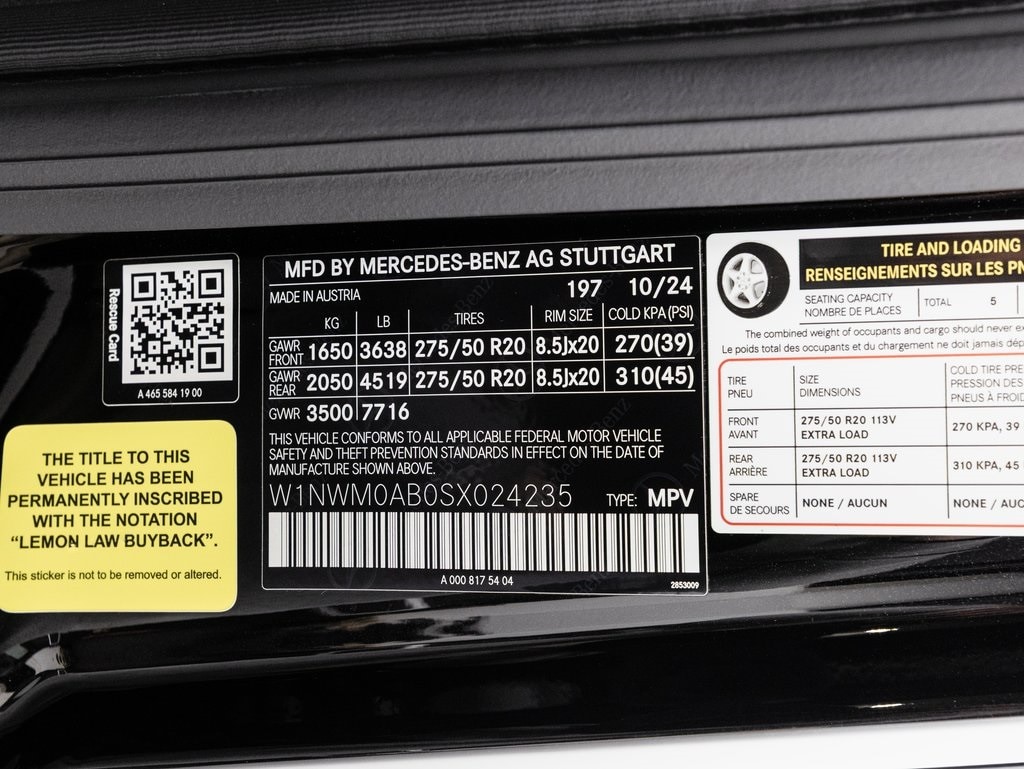 Rescue Card
A 465 584 19 00
THE TITLE TO THIS
VEHICLE HAS BEEN
PERMANENTLY INSCRIBED
WITH THE NOTATION
“LEMON LAW BUYBACK”.
This sticker is not to be removed or altered.
MFD BY MERCEDES-BENZ AG STUTTGART
MADE IN AUSTRIA 197 10/24
KG LB TIRES RIM SIZE COLD KPA(PSI)
GAWR FRONT 1650 3638 275/50 R20 8.5Jx20 270(39)
GAWR REAR 2050 4519 275/50 R20 8.5Jx20 310(45)
GVWR 3500 7716
THIS VEHICLE CONFORMS TO ALL APPLICABLE FEDERAL MOTOR VEHICLE
SAFETY AND THEFT PREVENTION STANDARDS IN EFFECT ON THE DATE OF
MANUFACTURE SHOWN ABOVE.
W1NWM0AB0SX024235 TYPE: MPV
A 000 817 54 04
2853009
TIRE AND LOADING
RENSEIGNEMENTS SUR LES PN
SEATING CAPACITY
NOMBRE DE PLACES
TOTAL 5
The combined weight of occupants and cargo should never ex
Le poids total des occupants et du chargement ne doit jamais dép
TIRE
PNEU
SIZE
DIMENSIONS
COLD TIRE PRE
PRESSION DES
PNEUS À FROID
FRONT
AVANT
275/50 R20 113V
EXTRA LOAD
270 KPA, 39
REAR
ARRIÈRE
275/50 R20 113V
EXTRA LOAD
310 KPA, 45
SPARE
DE SECOURS
NONE / AUCUN
NONE / AUC